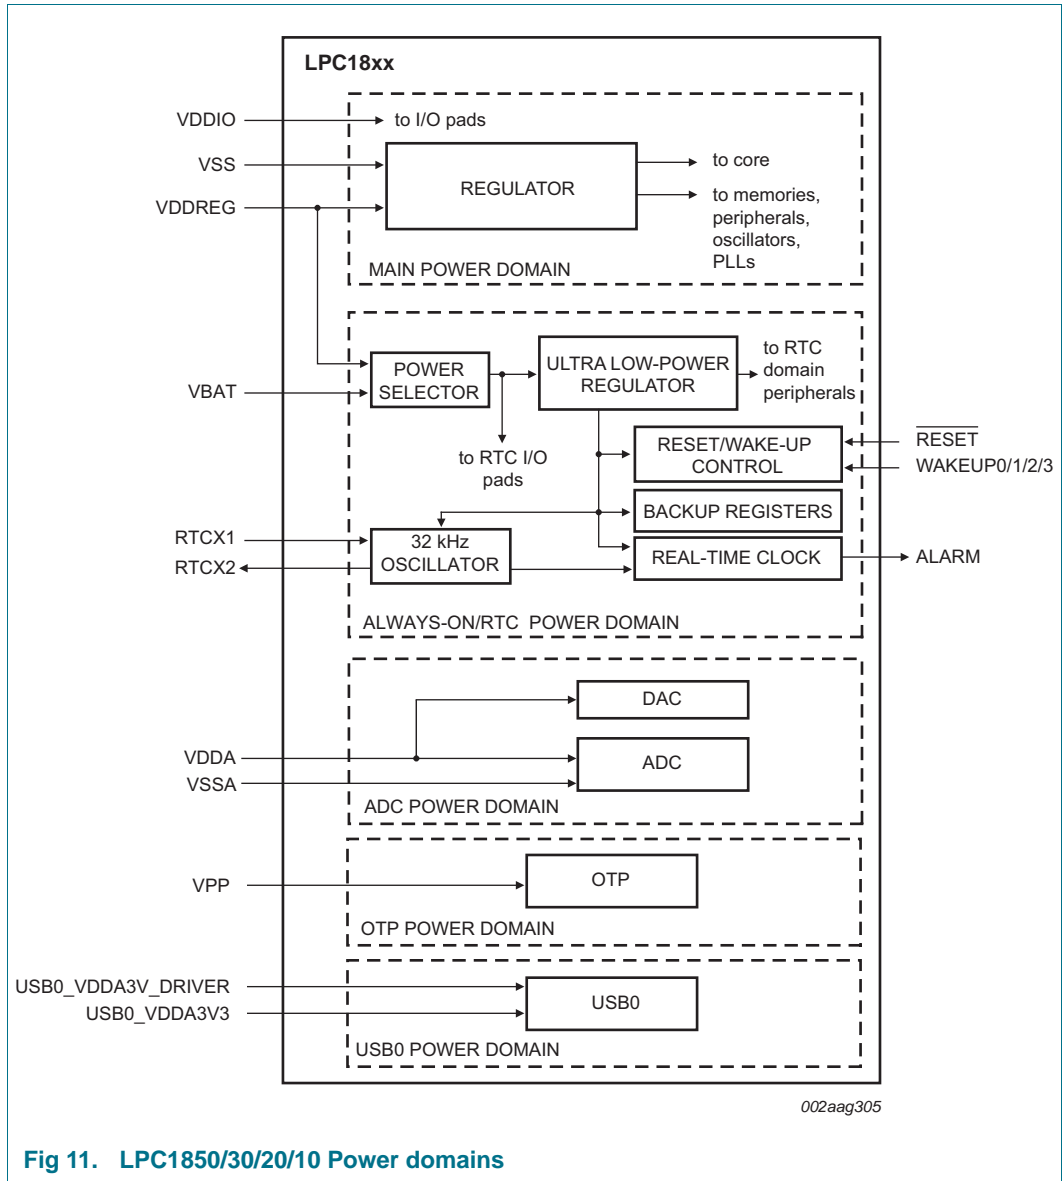 LPC18xx
VDDIO
to I/O pads
VSS
REGULATOR
to core
VDDREG
to memories,
peripherals,
oscillators,
PLLs
MAIN POWER DOMAIN
VBAT
POWER
SELECTOR
ULTRA LOW-POWER
REGULATOR
to RTC
domain
peripherals
to RTC I/O
pads
RESET/WAKE-UP
CONTROL
RESET
WAKEUP0/1/2/3
BACKUP REGISTERS
RTCX1
RTCX2
32 kHz
OSCILLATOR
REAL-TIME CLOCK
ALARM
ALWAYS-ON/RTC POWER DOMAIN
DAC
VDDA
VSSA
ADC
ADC POWER DOMAIN
VPP
OTP
OTP POWER DOMAIN
USB0_VDDA3V_DRIVER
USB0_VDDA3V3
USB0
USB0 POWER DOMAIN
002aag305
Fig 11. LPC1850/30/20/10 Power domains